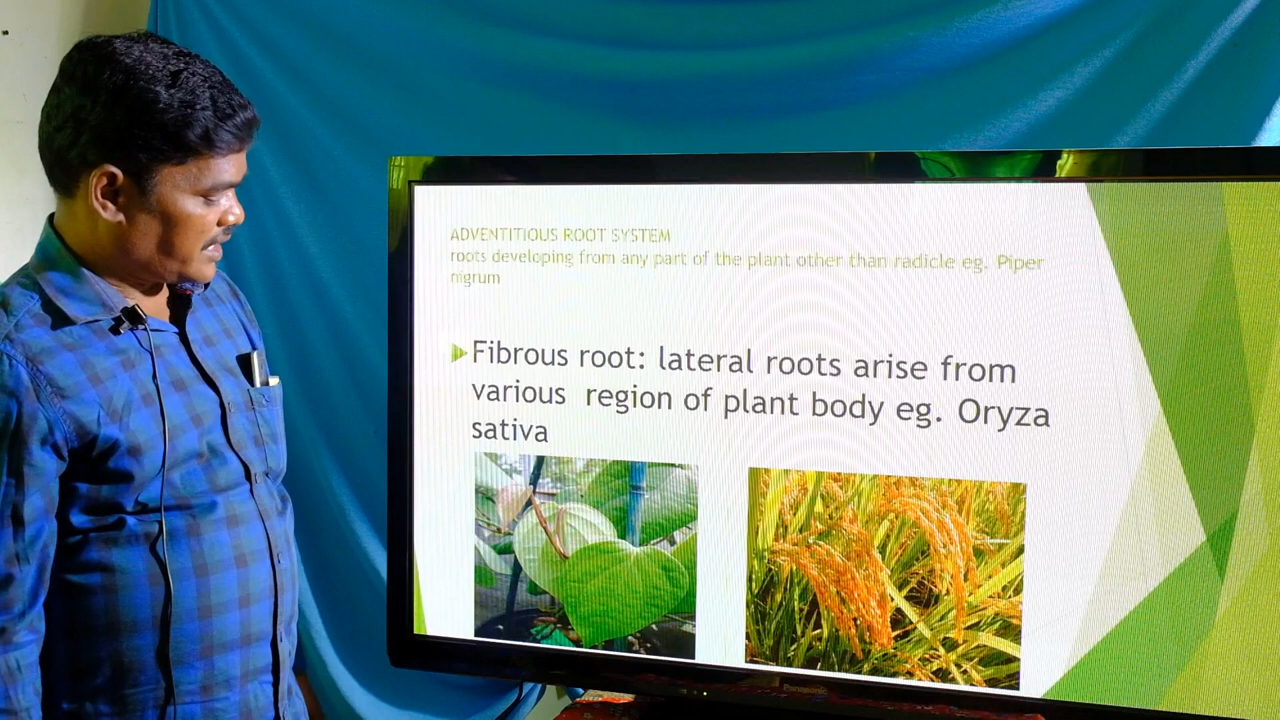 ADVENTITIOUS ROOT SYSTEM
roots developing from any part of the plant other than radicle eg. Piper
nigrum
Fibrous root: lateral roots arise from
various region of plant body eg. Oryza
sativa
Panasonic